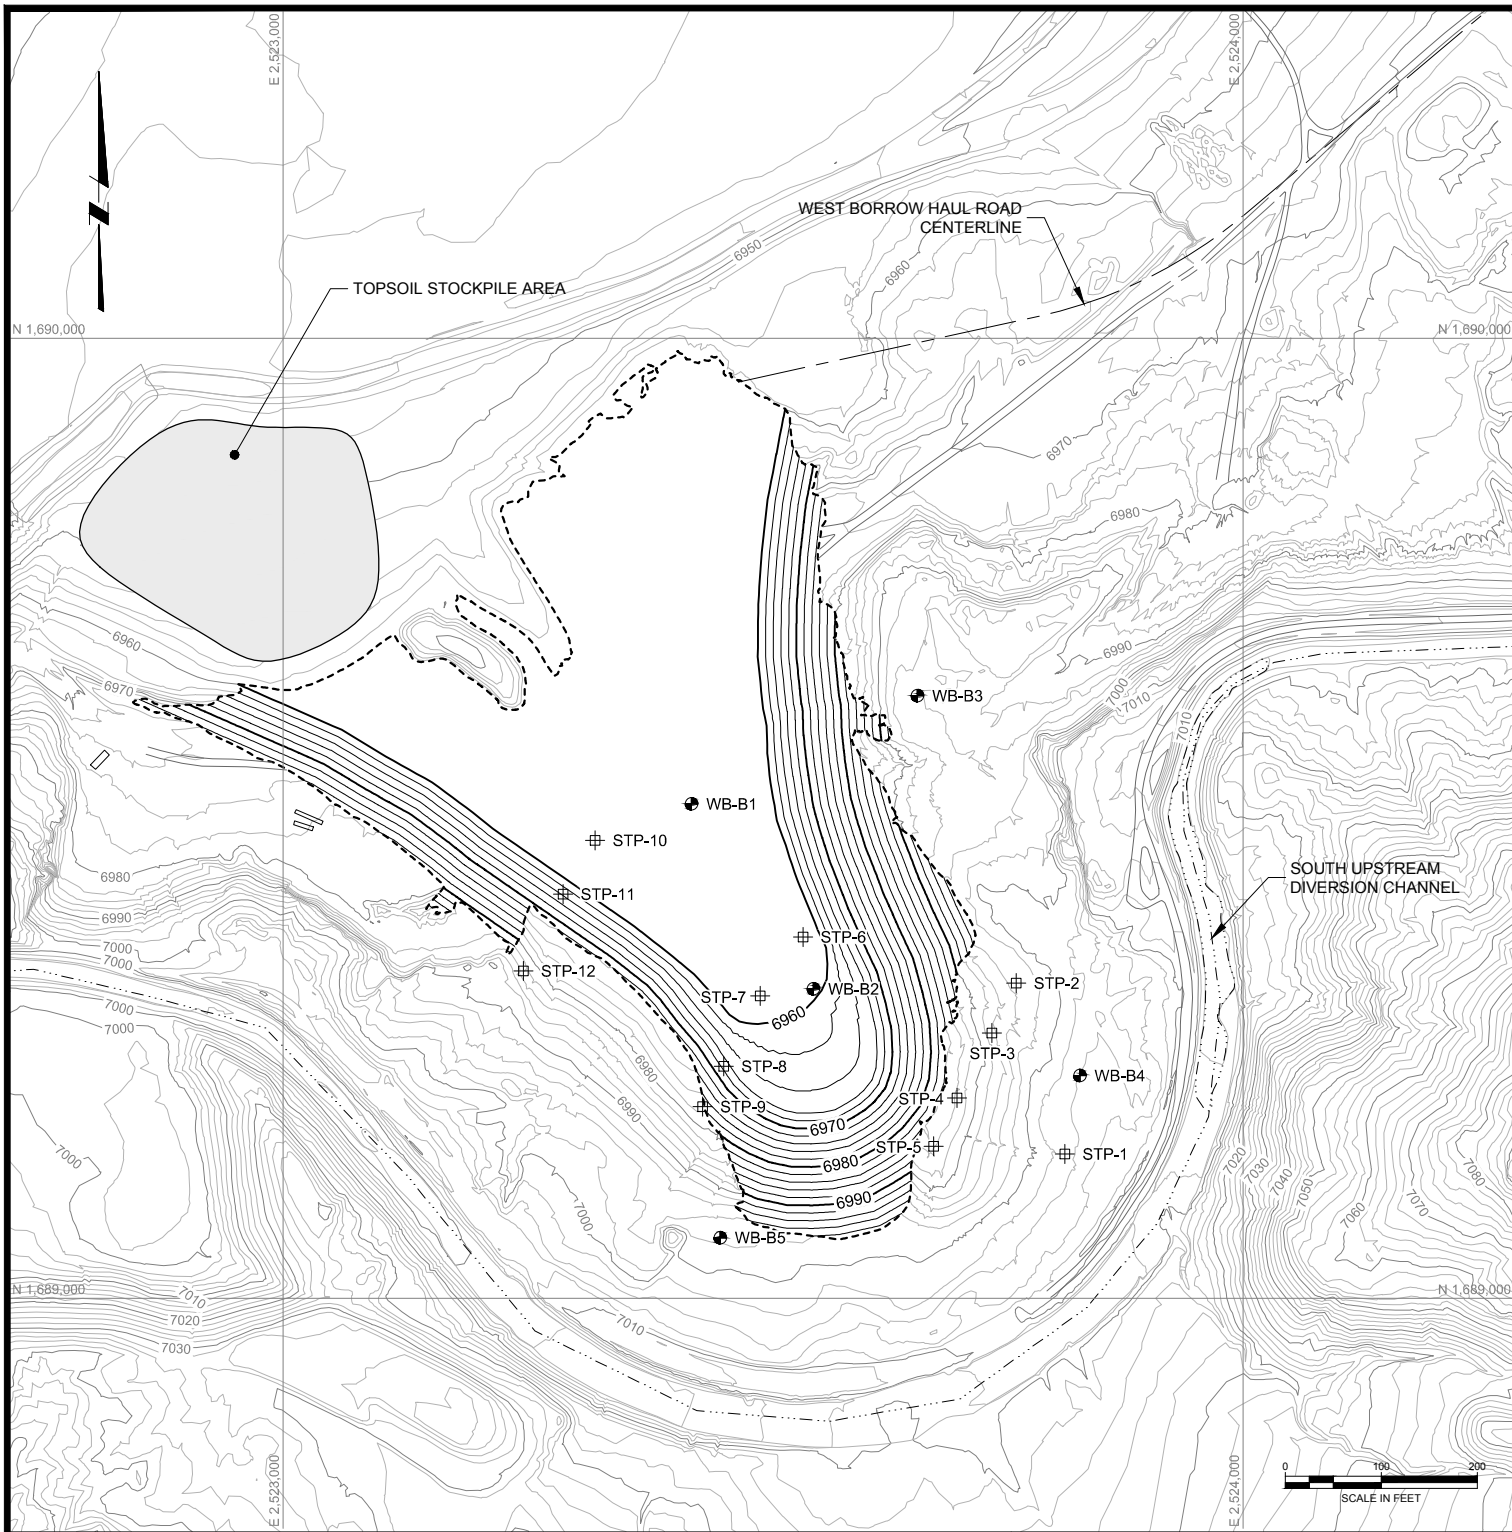 E 2,523,000
E 2,524,000
WEST BORROW HAUL ROAD
CENTERLINE
6950
6960
TOPSOIL STOCKPILE AREA
N 1,690,000
N 1,690,000
6970
6980
6960
6990
6970
7000
7010
7010
WB-B3
WB-B1
STP-10
SOUTH UPSTREAM
DIVERSION CHANNEL
6980
STP-11
6990
STP-6
7000
7000
STP-12
STP-2
WB-B2
STP-7
7000
6960
7000
STP-3
STP-8
6980
WB-B4
STP-4
6990
STP-9
6970
STP-5
STP-1
7000
6980
7020
7030
7040
7050
7060
7070
7080
6990
7000
WB-B5
N 1,689,000
N 1,689,000
7010
7020
7010
7030
E 2,523,000
E 2,524,000
0 100 200
SCALE IN FEET